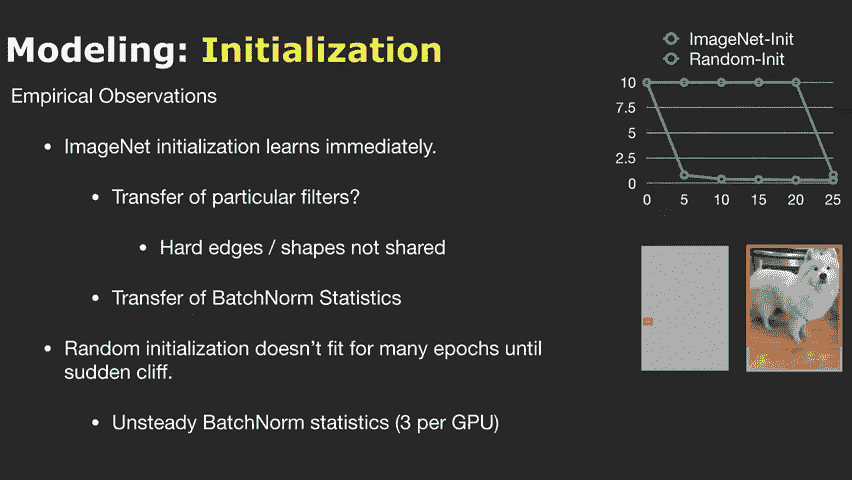 Modeling: Initialization
Empirical Observations
• ImageNet initialization learns immediately.
• Transfer of particular filters?
• Hard edges / shapes not shared
• Transfer of BatchNorm Statistics
• Random initialization doesn't fit for many epochs until
sudden cliff.
• Unsteady BatchNorm statistics (3 per GPU)
ImageNet-Init
Random-Init
10
7.5
5
2.5
0
0 5 10 15 20 25